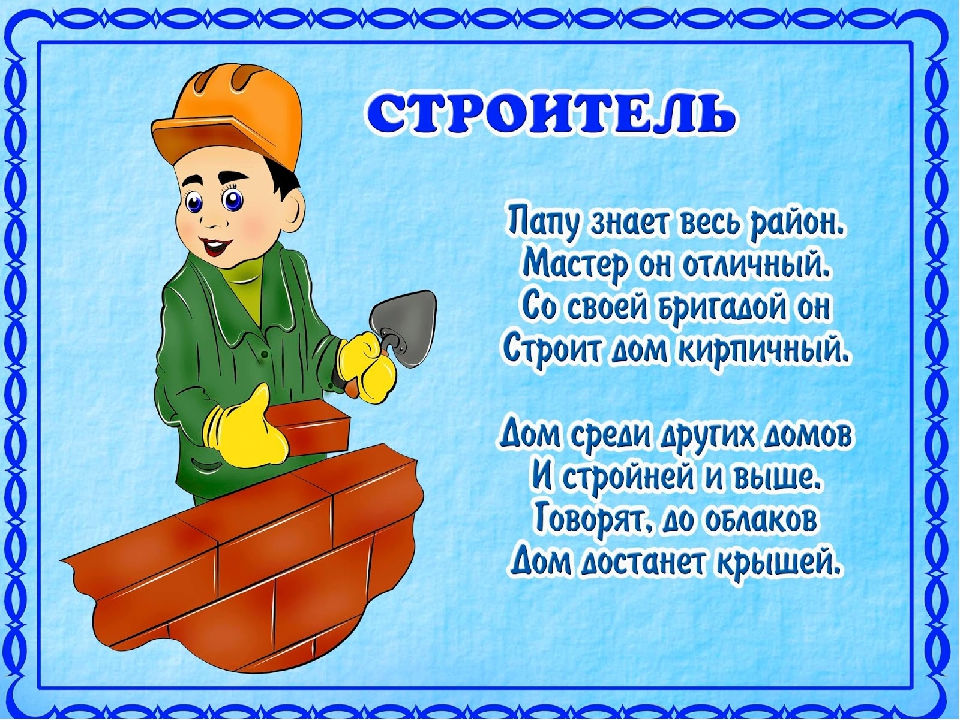 СТРОИТЕЛЬ
Папу знает весь район.
Мастер он отличный.
Со своей бригадой он
Строит дом кирпичный.
Дом среди других домов
И стройней и выше.
Говорят, до облаков
Дом достанет крышей.